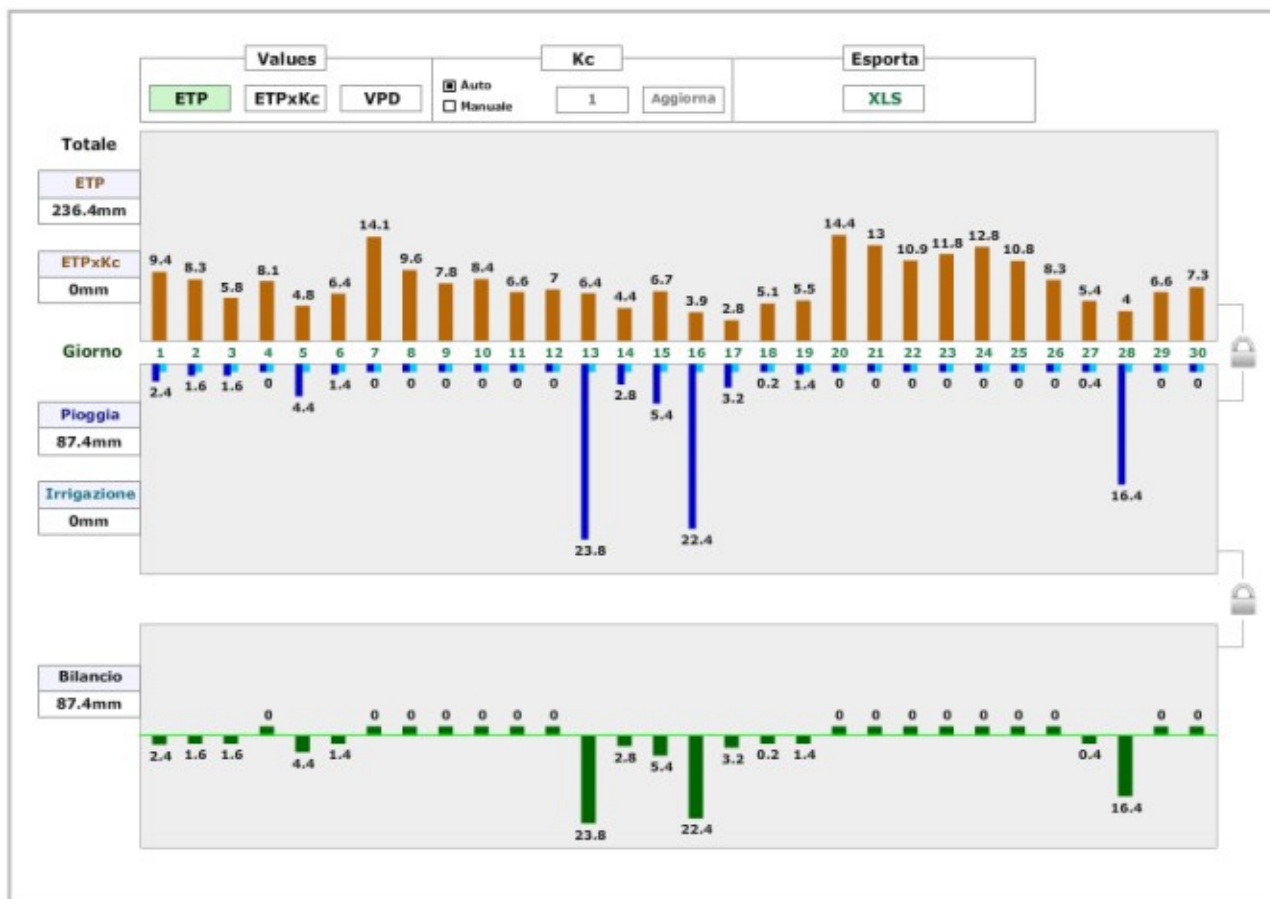 Values Kc Esporta
ETP ETPxKc VPD Auto Manuale 1 Aggiorna XLS
Totale
ETP
236.4mm
ETPxKc
0mm
9.4 8.3 5.8 8.1 4.8 6.4 14.1 9.6 7.8 8.4 6.6 7 6.4 4.4 6.7 3.9 2.8 5.1 5.5 14.4 13 10.9 11.8 12.8 10.8 8.3 5.4 4 6.6 7.3
Giorno 1 2 3 4 5 6 7 8 9 10 11 12 13 14 15 16 17 18 19 20 21 22 23 24 25 26 27 28 29 30
2.4 1.6 1.6 0 4.4 1.4 0 0 0 0 0 0 23.8 2.8 5.4 22.4 3.2 0.2 1.4 0 0 0 0 0 0 0 0.4 16.4 0 0
Pioggia
87.4mm
Irrigazione
0mm
Bilancio
87.4mm
2.4 1.6 1.6 0 4.4 1.4 0 0 0 0 0 0 23.8 2.8 5.4 22.4 3.2 0.2 1.4 0 0 0 0 0 0 0 0.4 16.4 0 0